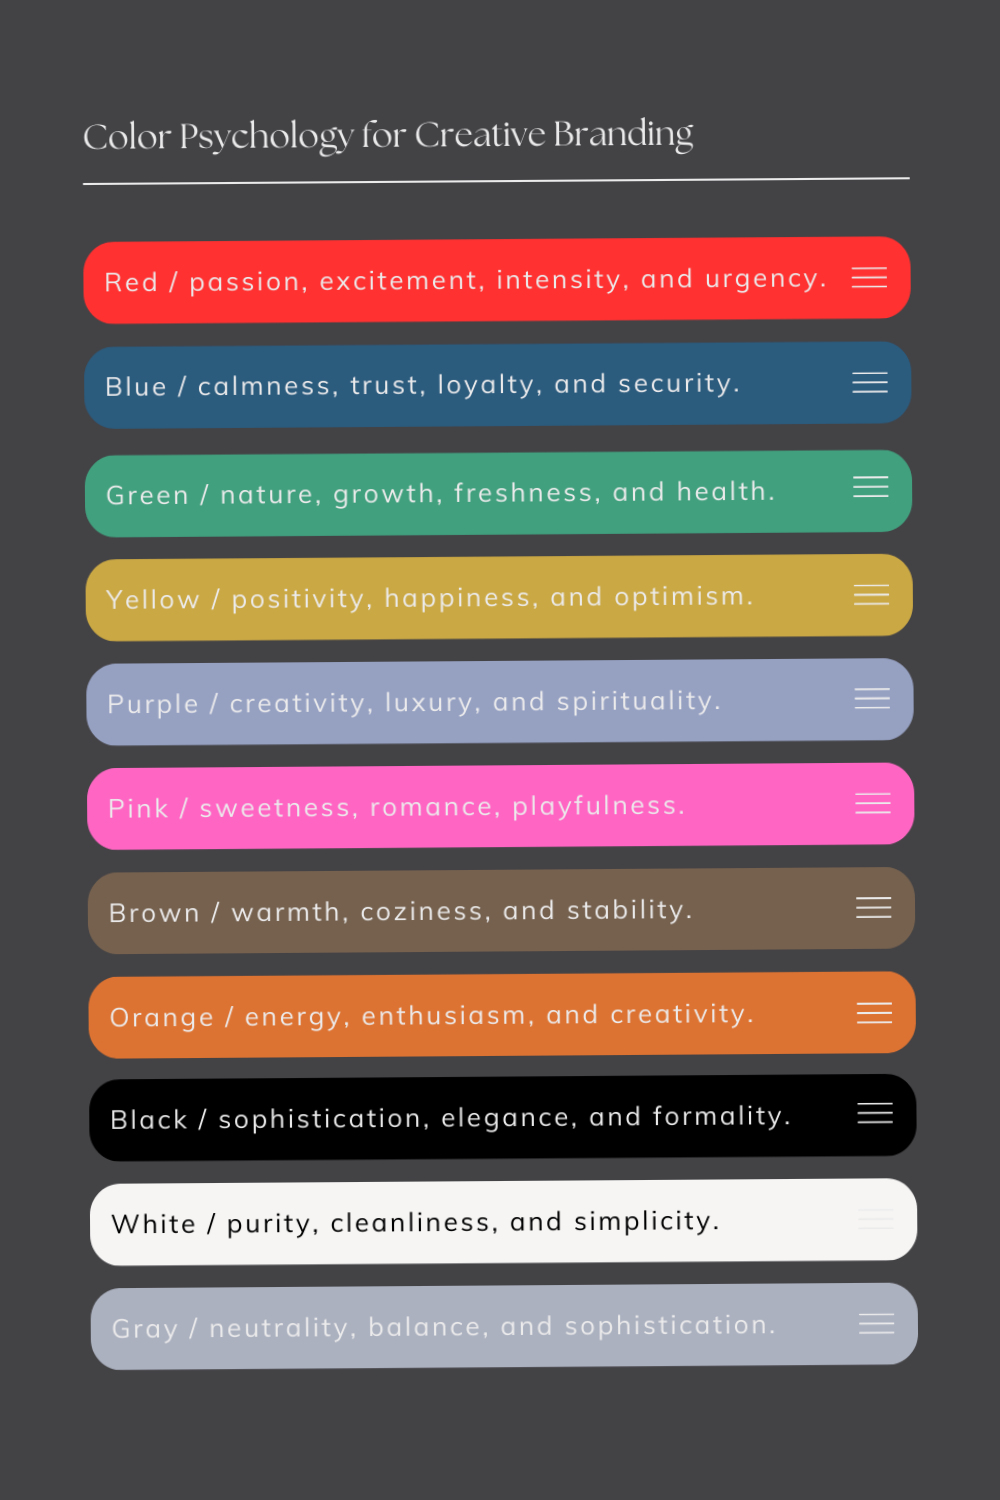 Color Psychology for Creative Branding
Red / passion, excitement, intensity, and urgency.
Blue / calmness, trust, loyalty, and security.
Green / nature, growth, freshness, and health.
Yellow / positivity, happiness, and optimism.
Purple / creativity, luxury, and spirituality.
Pink / sweetness, romance, playfulness.
Brown / warmth, coziness, and stability.
Orange / energy, enthusiasm, and creativity.
Black / sophistication, elegance, and formality.
White / purity, cleanliness, and simplicity.
Gray / neutrality, balance, and sophistication.